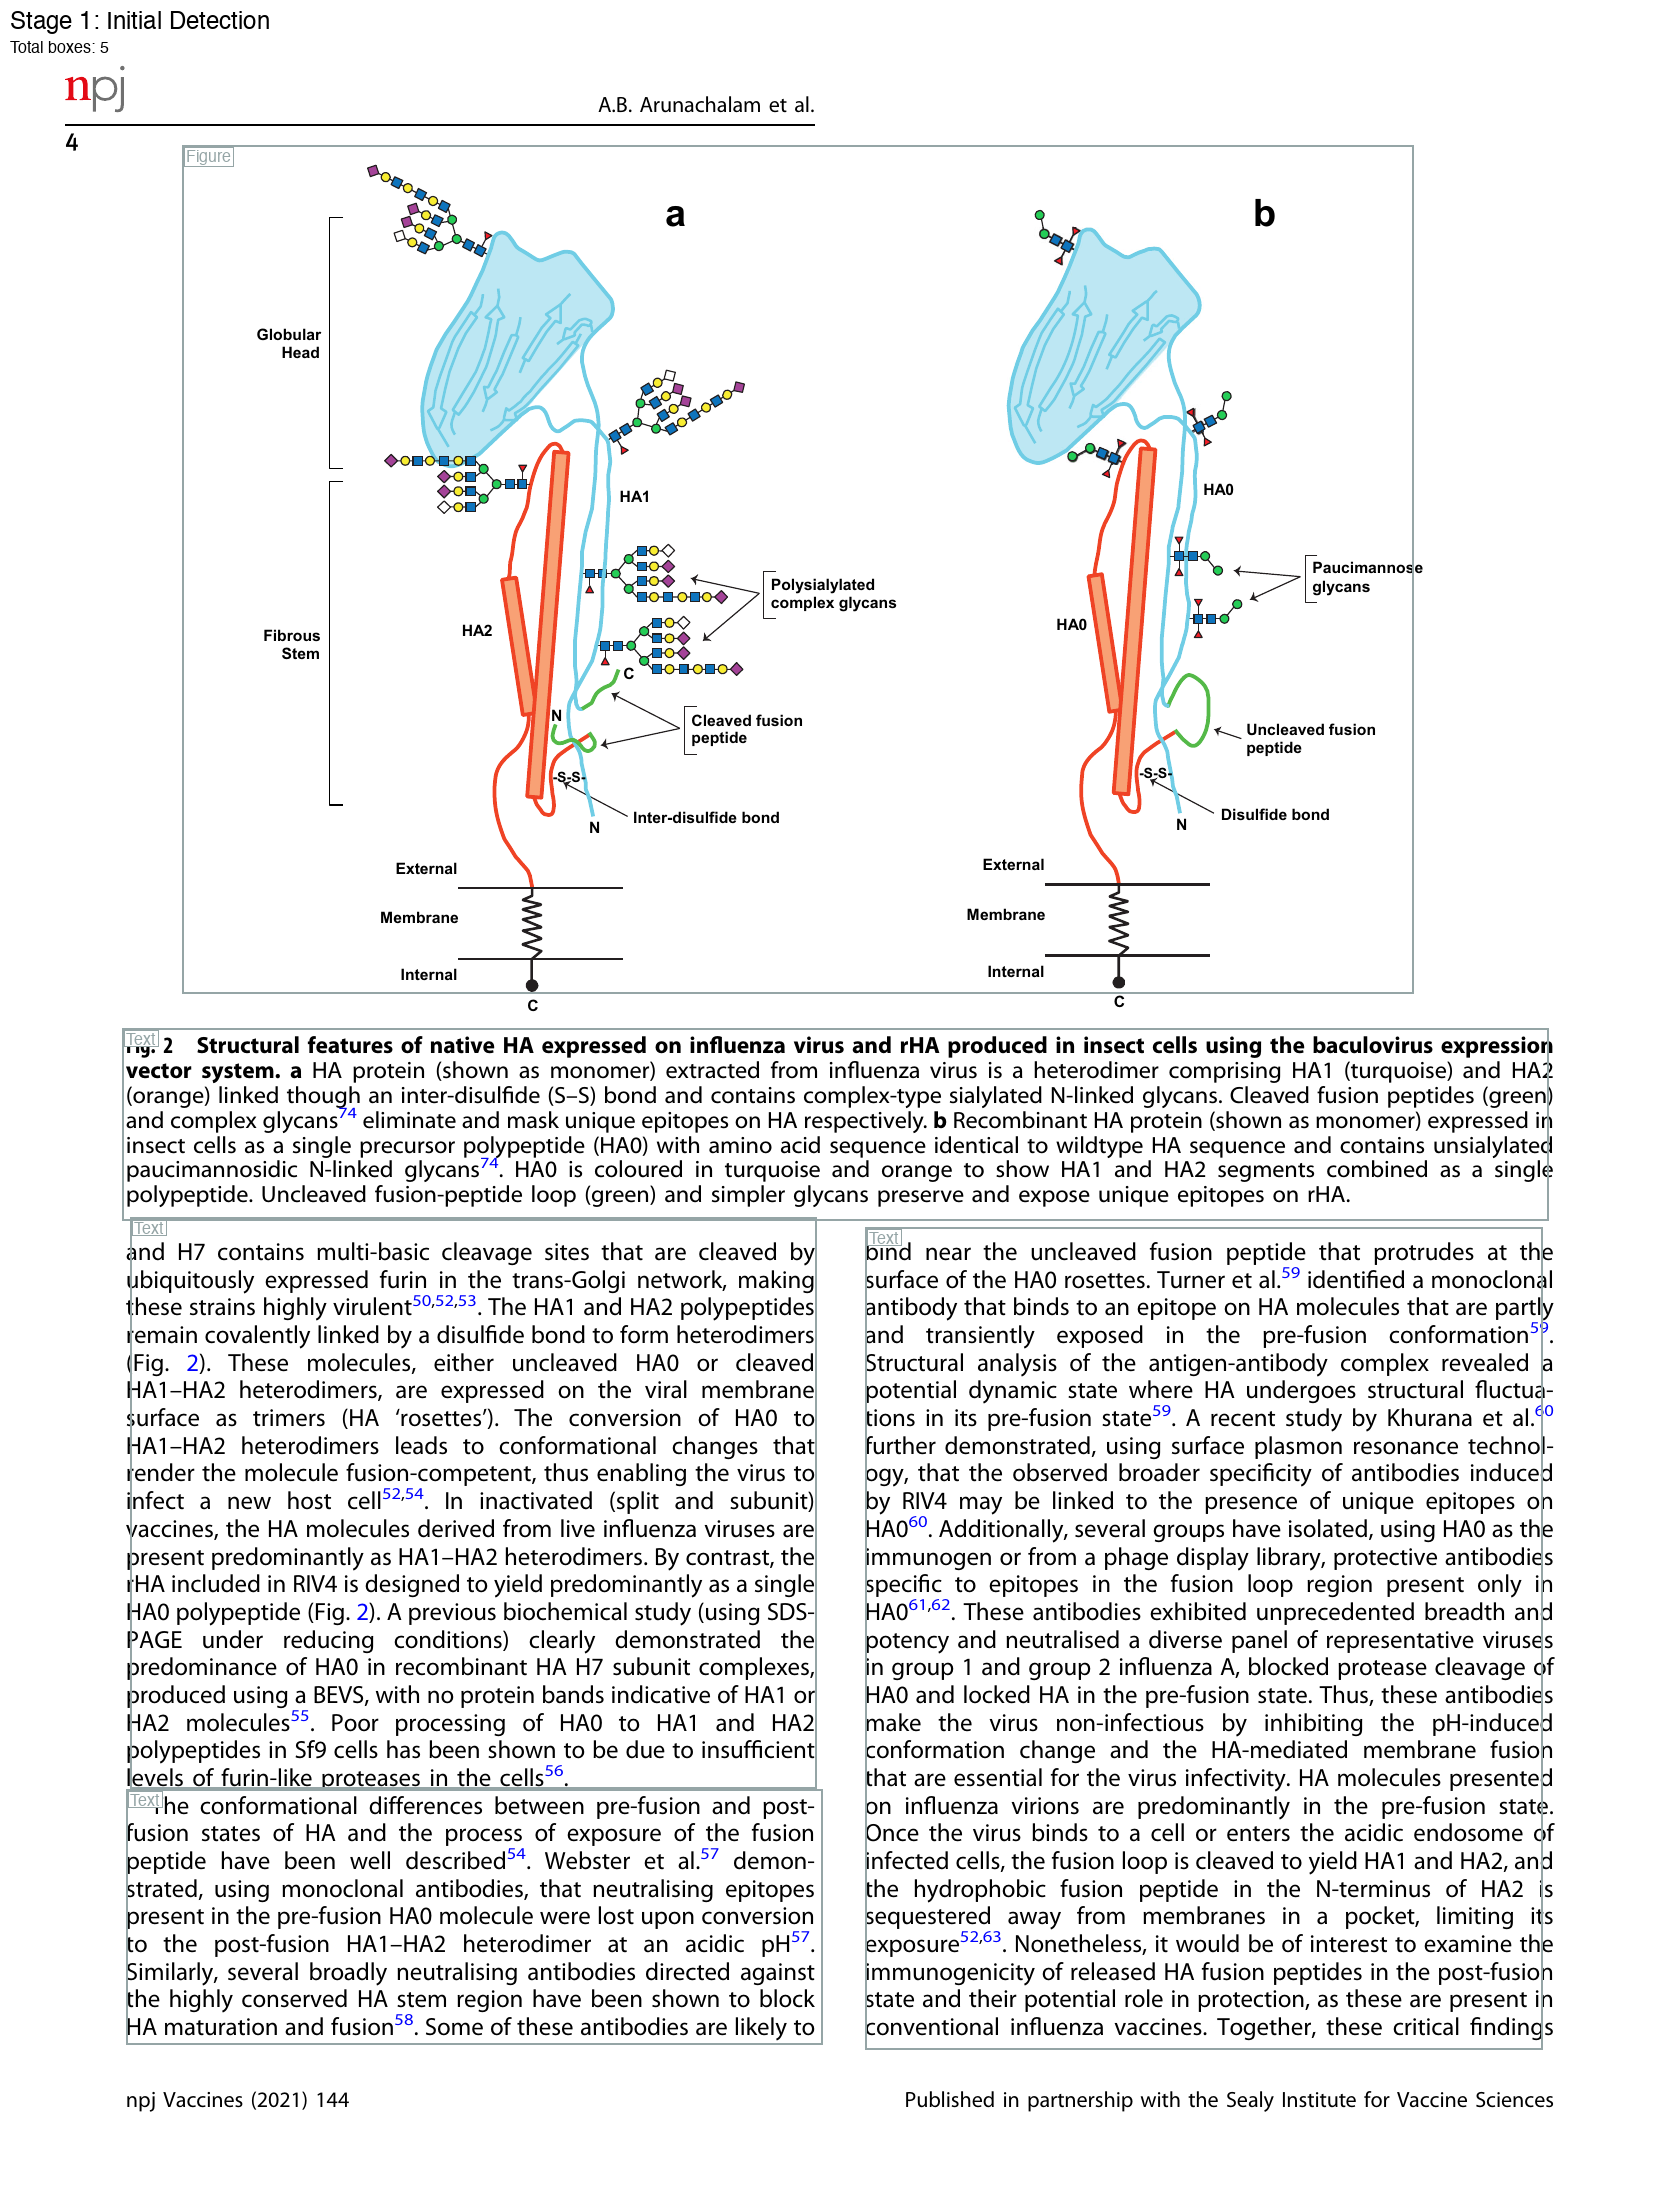 Stage 1: Initial Detection
Total boxes: 5
npj
A.B. Arunachalam et al.
4
Figure
a
b
Globular
Head
HA1
HA0
Polysialylated
complex glycans
Paucimannose
glycans
Fibrous
Stem
HA2
HA0
C
N
Cleaved fusion
peptide
Uncleaved fusion
peptide
-S-S-
-S-S-
Inter-disulfide bond
Disulfide bond
N
N
External
External
Membrane
Membrane
Internal
Internal
C
C
Text
Fig. 2 Structural features of native HA expressed on influenza virus and rHA produced in insect cells using the baculovirus expression
vector system. a HA protein (shown as monomer) extracted from influenza virus is a heterodimer comprising HA1 (turquoise) and HA2
(orange) linked though an inter-disulfide (S–S) bond and contains complex-type sialylated N-linked glycans. Cleaved fusion peptides (green)
and complex glycans74 eliminate and mask unique epitopes on HA respectively. b Recombinant HA protein (shown as monomer) expressed in
insect cells as a single precursor polypeptide (HA0) with amino acid sequence identical to wildtype HA sequence and contains unsialylated
paucimannosidic N-linked glycans74. HA0 is coloured in turquoise and orange to show HA1 and HA2 segments combined as a single
polypeptide. Uncleaved fusion-peptide loop (green) and simpler glycans preserve and expose unique epitopes on rHA.
Text
and H7 contains multi-basic cleavage sites that are cleaved by
ubiquitously expressed furin in the trans-Golgi network, making
these strains highly virulent50,52,53. The HA1 and HA2 polypeptides
remain covalently linked by a disulfide bond to form heterodimers
(Fig. 2). These molecules, either uncleaved HA0 or cleaved
HA1–HA2 heterodimers, are expressed on the viral membrane
surface as trimers (HA ‘rosettes’). The conversion of HA0 to
HA1–HA2 heterodimers leads to conformational changes that
render the molecule fusion-competent, thus enabling the virus to
infect a new host cell52,54. In inactivated (split and subunit)
vaccines, the HA molecules derived from live influenza viruses are
present predominantly as HA1–HA2 heterodimers. By contrast, the
rHA included in RIV4 is designed to yield predominantly as a single
HA0 polypeptide (Fig. 2). A previous biochemical study (using SDS-
PAGE under reducing conditions) clearly demonstrated the
predominance of HA0 in recombinant HA H7 subunit complexes,
produced using a BEVS, with no protein bands indicative of HA1 or
HA2 molecules55. Poor processing of HA0 to HA1 and HA2
polypeptides in Sf9 cells has been shown to be due to insufficient
levels of furin-like proteases in the cells56.
Text
The conformational differences between pre-fusion and post-
fusion states of HA and the process of exposure of the fusion
peptide have been well described54. Webster et al.57 demon-
strated, using monoclonal antibodies, that neutralising epitopes
present in the pre-fusion HA0 molecule were lost upon conversion
to the post-fusion HA1–HA2 heterodimer at an acidic pH57.
Similarly, several broadly neutralising antibodies directed against
the highly conserved HA stem region have been shown to block
HA maturation and fusion58. Some of these antibodies are likely to
Text
bind near the uncleaved fusion peptide that protrudes at the
surface of the HA0 rosettes. Turner et al.59 identified a monoclonal
antibody that binds to an epitope on HA molecules that are partly
and transiently exposed in the pre-fusion conformation59.
Structural analysis of the antigen-antibody complex revealed a
potential dynamic state where HA undergoes structural fluctua-
tions in its pre-fusion state59. A recent study by Khurana et al.60
further demonstrated, using surface plasmon resonance technol-
ogy, that the observed broader specificity of antibodies induced
by RIV4 may be linked to the presence of unique epitopes on
HA060. Additionally, several groups have isolated, using HA0 as the
immunogen or from a phage display library, protective antibodies
specific to epitopes in the fusion loop region present only in
HA061,62. These antibodies exhibited unprecedented breadth and
potency and neutralised a diverse panel of representative viruses
in group 1 and group 2 influenza A, blocked protease cleavage of
HA0 and locked HA in the pre-fusion state. Thus, these antibodies
make the virus non-infectious by inhibiting the pH-induced
conformation change and the HA-mediated membrane fusion
that are essential for the virus infectivity. HA molecules presented
on influenza virions are predominantly in the pre-fusion state.
Once the virus binds to a cell or enters the acidic endosome of
infected cells, the fusion loop is cleaved to yield HA1 and HA2, and
the hydrophobic fusion peptide in the N-terminus of HA2 is
sequestered away from membranes in a pocket, limiting its
exposure52,63. Nonetheless, it would be of interest to examine the
immunogenicity of released HA fusion peptides in the post-fusion
state and their potential role in protection, as these are present in
conventional influenza vaccines. Together, these critical findings
npj Vaccines (2021) 144
Published in partnership with the Sealy Institute for Vaccine Sciences